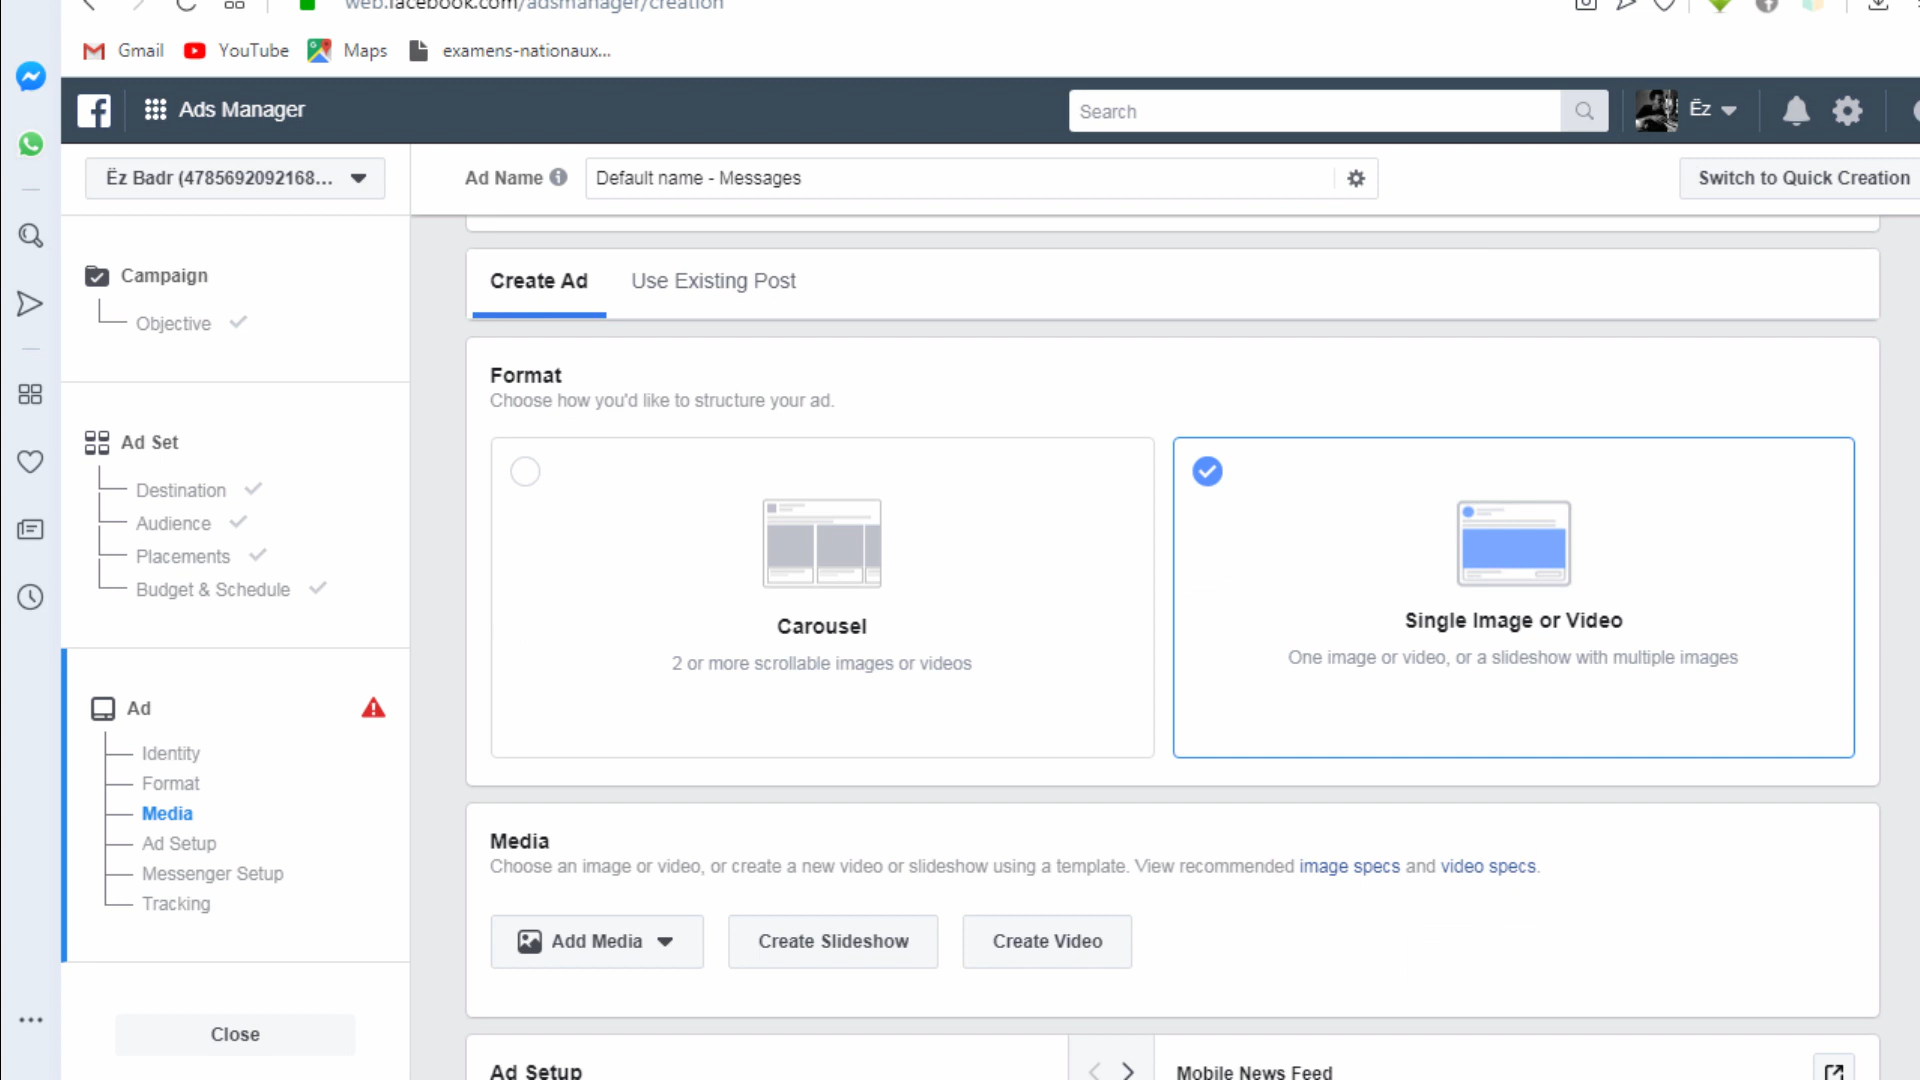 web.facebook.com/adsmanager/creation
Gmail YouTube Maps examens-nationaux...
Ads Manager
Search
Ëz
Ëz Badr (4785692092168...
Ad Name
Default name - Messages
Switch to Quick Creation
Campaign
Objective
Ad Set
Destination
Audience
Placements
Budget & Schedule
Ad
Identity
Format
Media
Ad Setup
Messenger Setup
Tracking
Close
Create Ad Use Existing Post
Format
Choose how you'd like to structure your ad.
Carousel
2 or more scrollable images or videos
Single Image or Video
One image or video, or a slideshow with multiple images
Media
Choose an image or video, or create a new video or slideshow using a template. View recommended image specs and video specs.
Add Media
Create Slideshow
Create Video
Ad Setup
Mobile News Feed